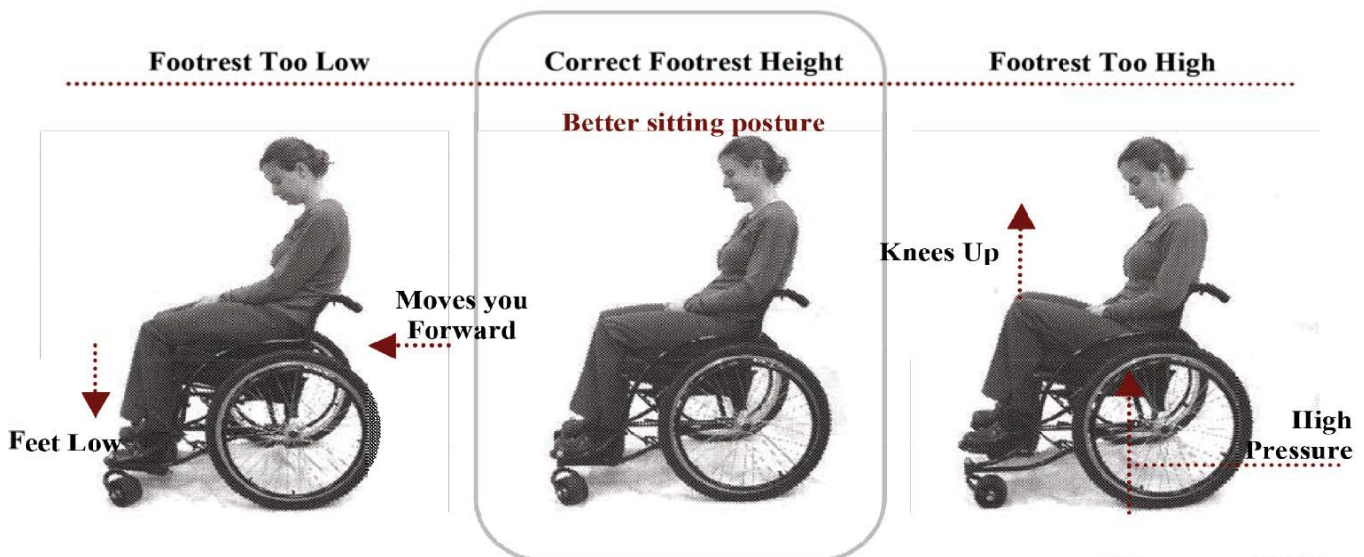 Footrest Too Low
Correct Footrest Height
Footrest Too High
Better sitting posture
Moves you
Forward
Feet Low
Knees Up
High
Pressure